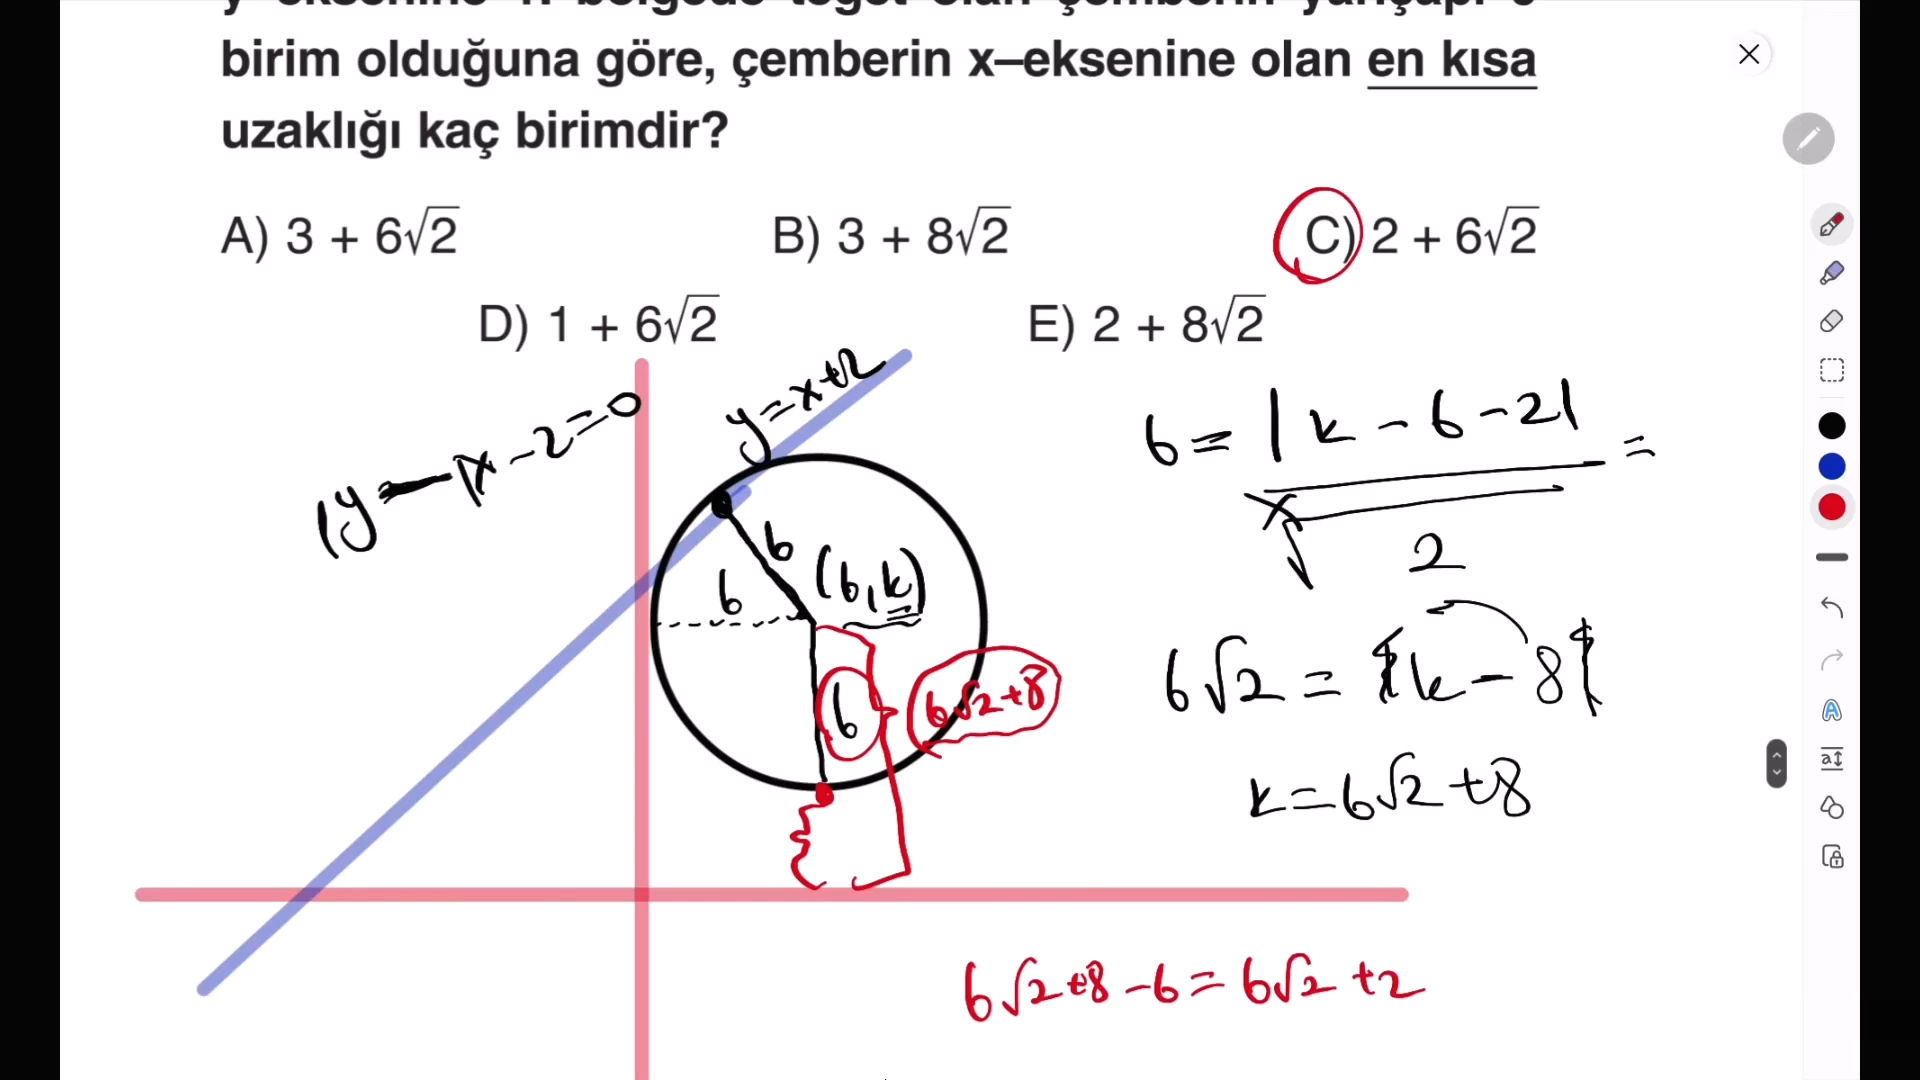 birim olduğuna göre, çemberin x–eksenine olan en kısa
uzaklığı kaç birimdir?
A) 3 + 6√2
B) 3 + 8√2
C) 2 + 6√2
D) 1 + 6√2
E) 2 + 8√2
y=x+2
1y-1x-2=0
6
6
(6,k)
6
6√2+8
6 = |k - 6 - 2| =
√2
6√2 = |k - 8|
k = 6√2 + 8
6√2+8 - 6 = 6√2 + 2